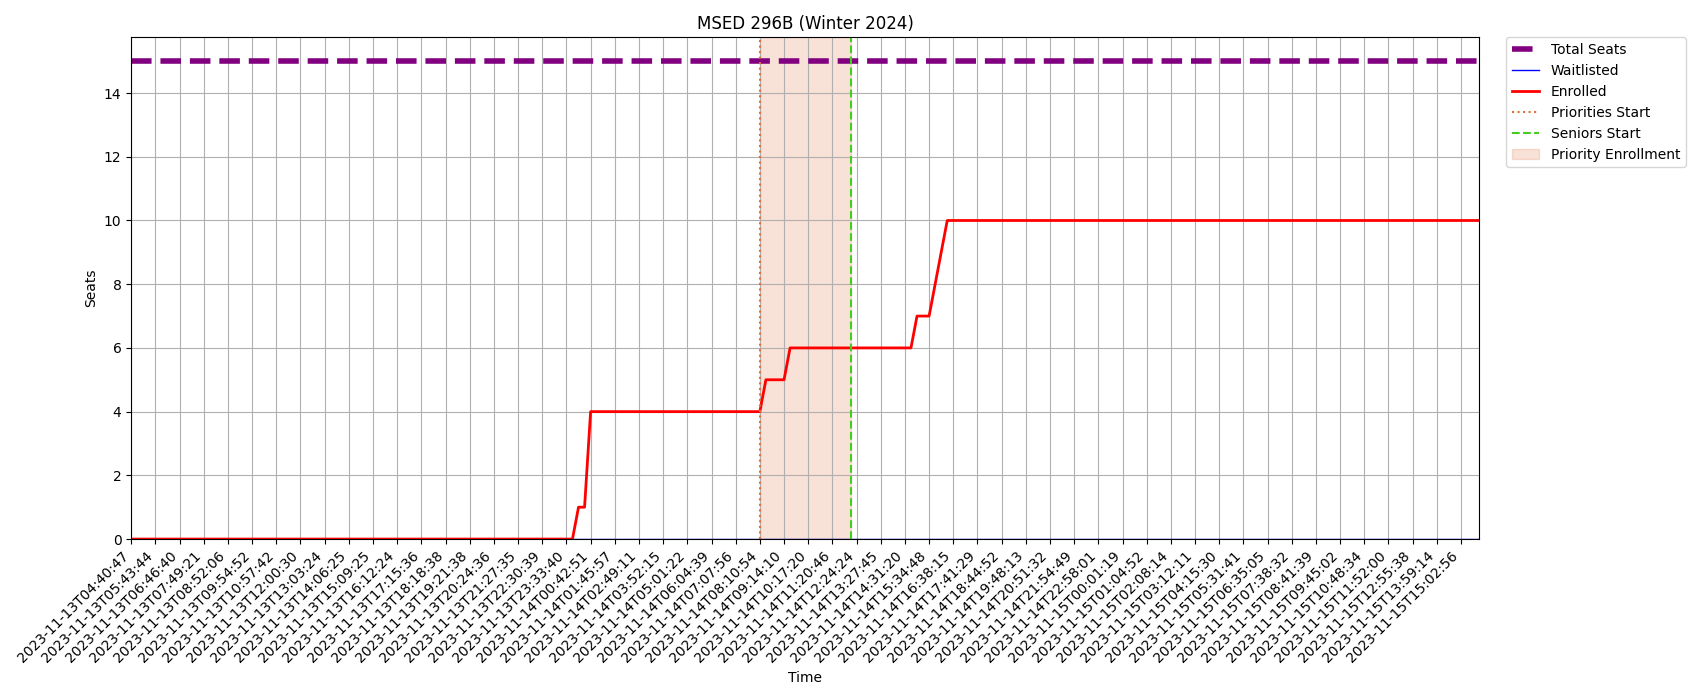 MSED 296B (Winter 2024)
Total Seats
Waitlisted
Enrolled
Priorities Start
Seniors Start
Priority Enrollment
Seats
14
12
10
8
6
4
2
0
2023-11-13T04:40:47
2023-11-13T05:43:44
2023-11-13T06:46:40
2023-11-13T07:49:21
2023-11-13T08:52:06
2023-11-13T09:54:52
2023-11-13T10:57:42
2023-11-13T12:00:30
2023-11-13T13:03:24
2023-11-13T14:06:25
2023-11-13T15:09:25
2023-11-13T16:12:24
2023-11-13T17:15:36
2023-11-13T18:18:38
2023-11-13T19:21:38
2023-11-13T20:24:36
2023-11-13T21:27:35
2023-11-13T22:30:39
2023-11-13T23:33:40
2023-11-14T00:42:51
2023-11-14T01:45:57
2023-11-14T02:49:11
2023-11-14T03:52:15
2023-11-14T05:01:22
2023-11-14T06:04:39
2023-11-14T07:07:56
2023-11-14T08:10:54
2023-11-14T09:14:10
2023-11-14T10:17:20
2023-11-14T11:20:46
2023-11-14T12:24:24
2023-11-14T13:27:45
2023-11-14T14:31:20
2023-11-14T15:34:48
2023-11-14T16:38:15
2023-11-14T17:41:29
2023-11-14T18:44:52
2023-11-14T19:48:13
2023-11-14T20:51:32
2023-11-14T21:54:49
2023-11-14T22:58:01
2023-11-15T00:01:19
2023-11-15T01:04:52
2023-11-15T02:08:14
2023-11-15T03:12:11
2023-11-15T04:15:30
2023-11-15T05:31:41
2023-11-15T06:35:05
2023-11-15T07:38:32
2023-11-15T08:41:39
2023-11-15T09:45:02
2023-11-15T10:48:34
2023-11-15T11:52:00
2023-11-15T12:55:38
2023-11-15T13:59:14
2023-11-15T15:02:56
Time